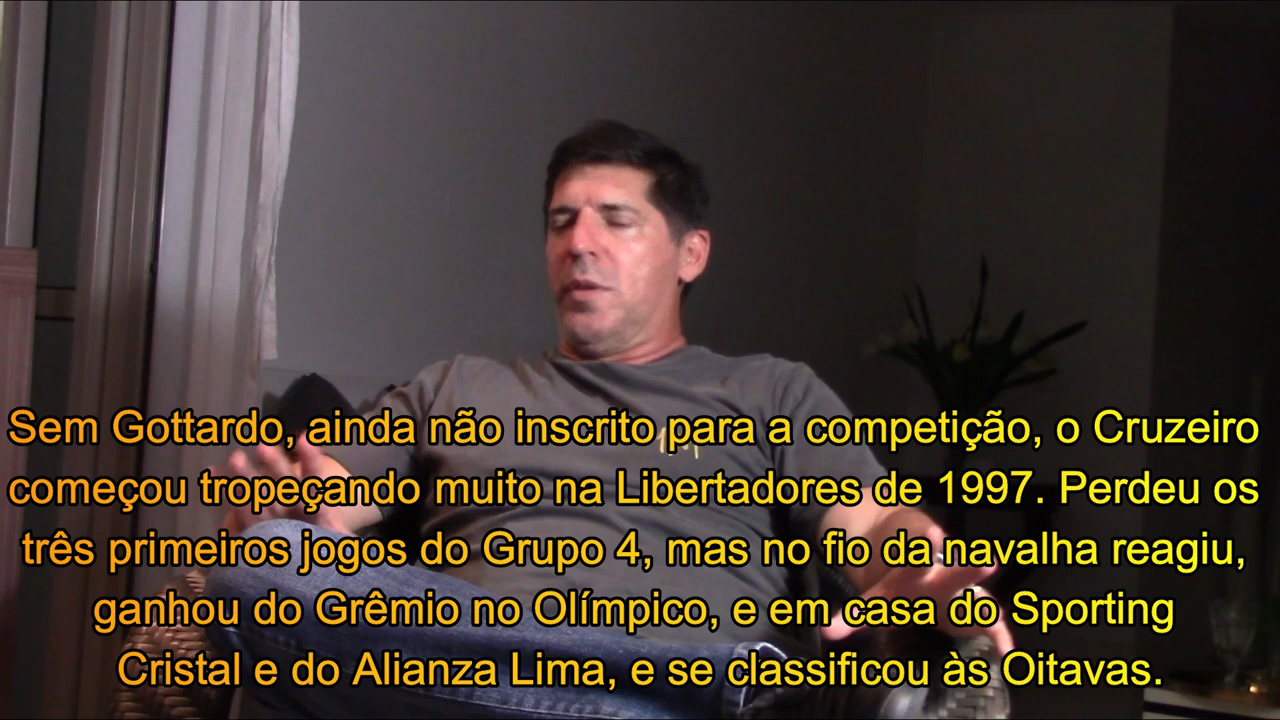 Sem Gottardo, ainda não inscrito para a competição, o Cruzeiro
começou tropeçando muito na Libertadores de 1997. Perdeu os
três primeiros jogos do Grupo 4, mas no fio da navalha reagiu,
ganhou do Grêmio no Olímpico, e em casa do Sporting
Cristal e do Alianza Lima, e se classificou às Oitavas.